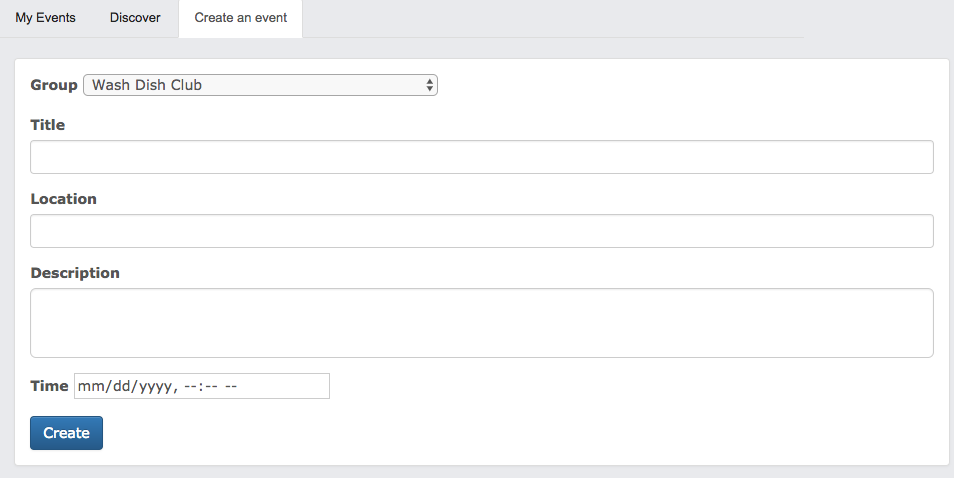 My Events Discover Create an event
Group Wash Dish Club
Title
Location
Description
Time mm/dd/yyyy, --:-- --
Create